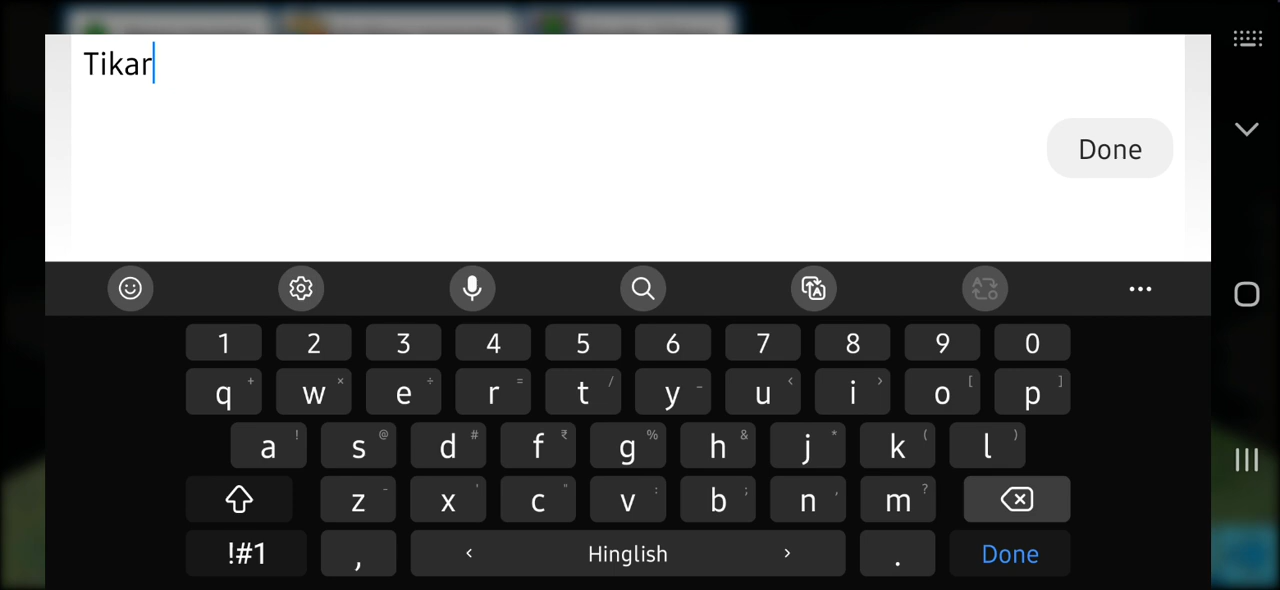 Tikar
Done
1 2 3 4 5 6 7 8 9 0
q + w × e ÷ r = t / y _ u < i > o [ p ]
a ! s @ d # f ₹ g % h & j * k ( l )
z - x ' c " v : b ; n , m ?
!#1 , < Hinglish > . Done